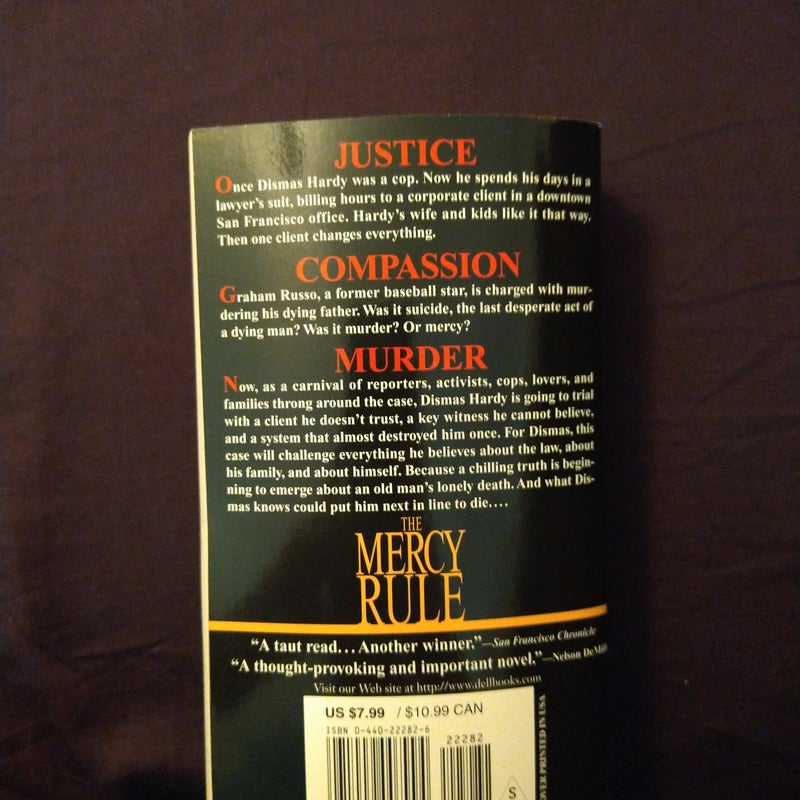 JUSTICE
Once Dismas Hardy was a cop. Now he spends his days in a
lawyer's suit, billing hours to a corporate client in a downtown
San Francisco office. Hardy's wife and kids like it that way.
Then one client changes everything.
COMPASSION
Graham Russo, a former baseball star, is charged with mur-
dering his dying father. Was it suicide, the last desperate act of
a dying man? Was it murder? Or mercy?
MURDER
Now, as a carnival of reporters, activists, cops, lovers, and
families throng around the case, Dismas Hardy is going to trial
with a client he doesn't trust, a key witness he cannot believe,
and a system that almost destroyed him once. For Dismas, this
case will challenge everything he believes about the law, about
his family, and about himself. Because a chilling truth is begin-
ning to emerge about an old man's lonely death. And what Dis-
mas knows could put him next in line to die....
THE
MERCY
RULE
"A taut read... Another winner."—San Francisco Chronicle
"A thought-provoking and important novel."—Nelson
Visit our Web site at http://www.dellbooks.com
US $7.99 / $10.99 CAN
ISBN 0-440-22282-6
22282
S
PRINTED IN USA